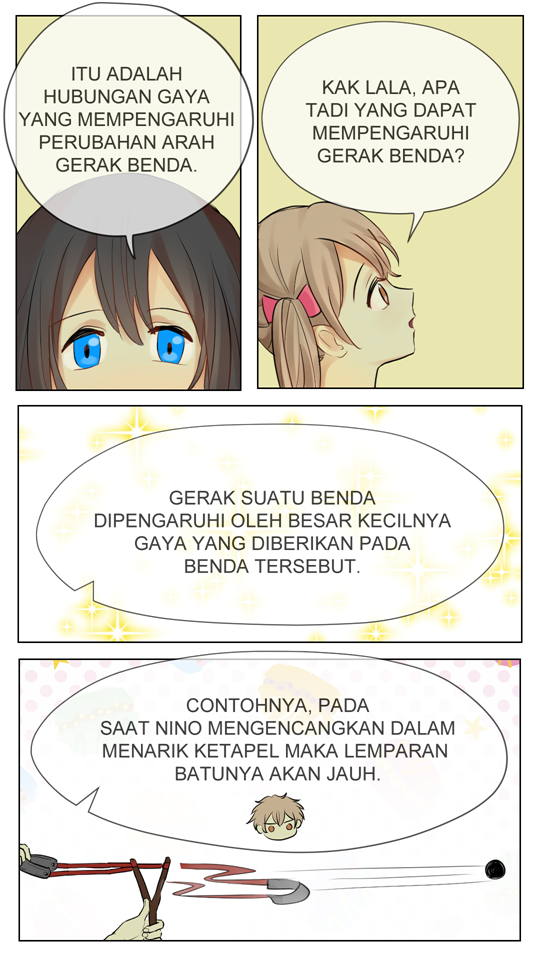 ITU ADALAH
HUBUNGAN GAYA
YANG MEMPENGARUHI
PERUBAHAN ARAH
GERAK BENDA.
KAK LALA, APA
TADI YANG DAPAT
MEMPENGARUHI
GERAK BENDA?
GERAK SUATU BENDA
DIPENGARUHI OLEH BESAR KECILNYA
GAYA YANG DIBERIKAN PADA
BENDA TERSEBUT.
CONTOHNYA, PADA
SAAT NINO MENGENCANGKAN DALAM
MENARIK KETAPEL MAKA LEMPARAN
BATUNYA AKAN JAUH.